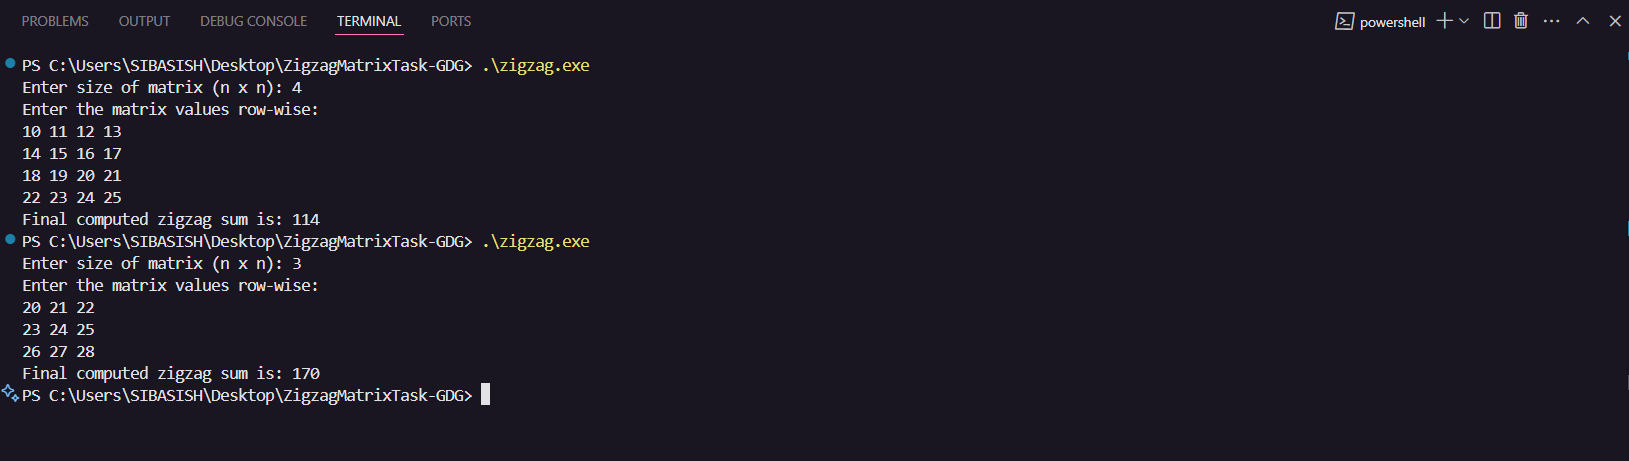 PROBLEMS OUTPUT DEBUG CONSOLE TERMINAL PORTS powershell
PS C:\Users\SIBASISH\Desktop\ZigzagMatrixTask-GDG> .\zigzag.exe
Enter size of matrix (n x n): 4
Enter the matrix values row-wise:
10 11 12 13
14 15 16 17
18 19 20 21
22 23 24 25
Final computed zigzag sum is: 114
PS C:\Users\SIBASISH\Desktop\ZigzagMatrixTask-GDG> .\zigzag.exe
Enter size of matrix (n x n): 3
Enter the matrix values row-wise:
20 21 22
23 24 25
26 27 28
Final computed zigzag sum is: 170
PS C:\Users\SIBASISH\Desktop\ZigzagMatrixTask-GDG>